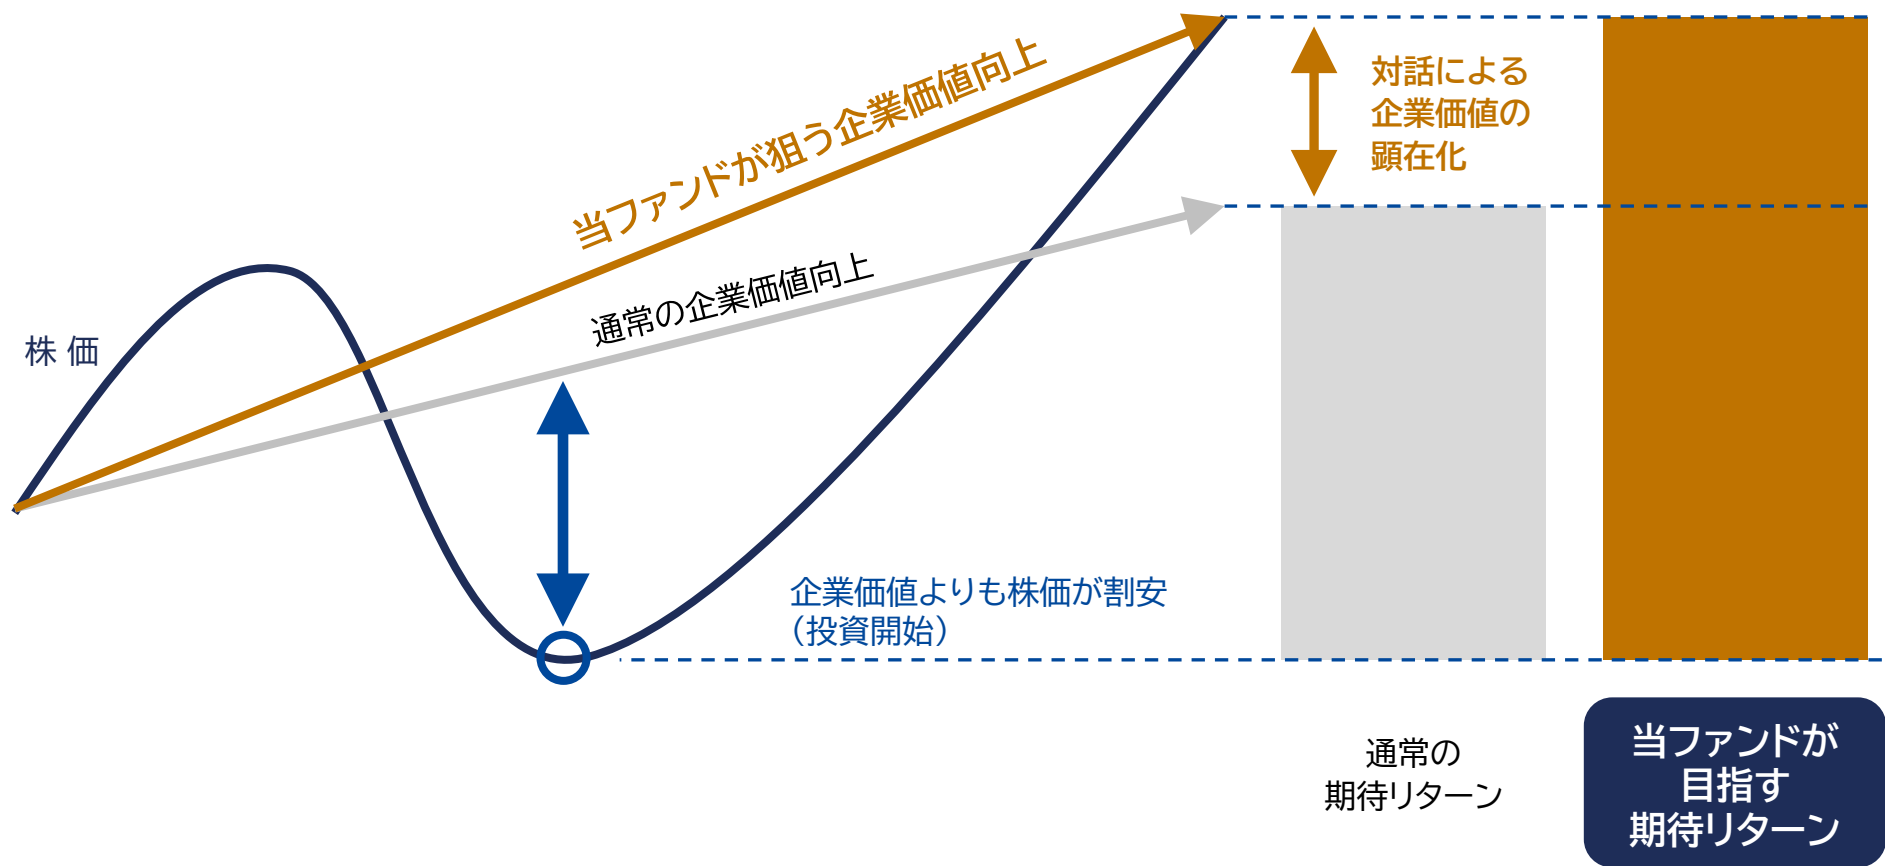 株価
当ファンドが狙う企業価値向上
通常の企業価値向上
対話による
企業価値の
顕在化
企業価値よりも株価が割安
（投資開始）
通常の
期待リターン
当ファンドが
目指す
期待リターン